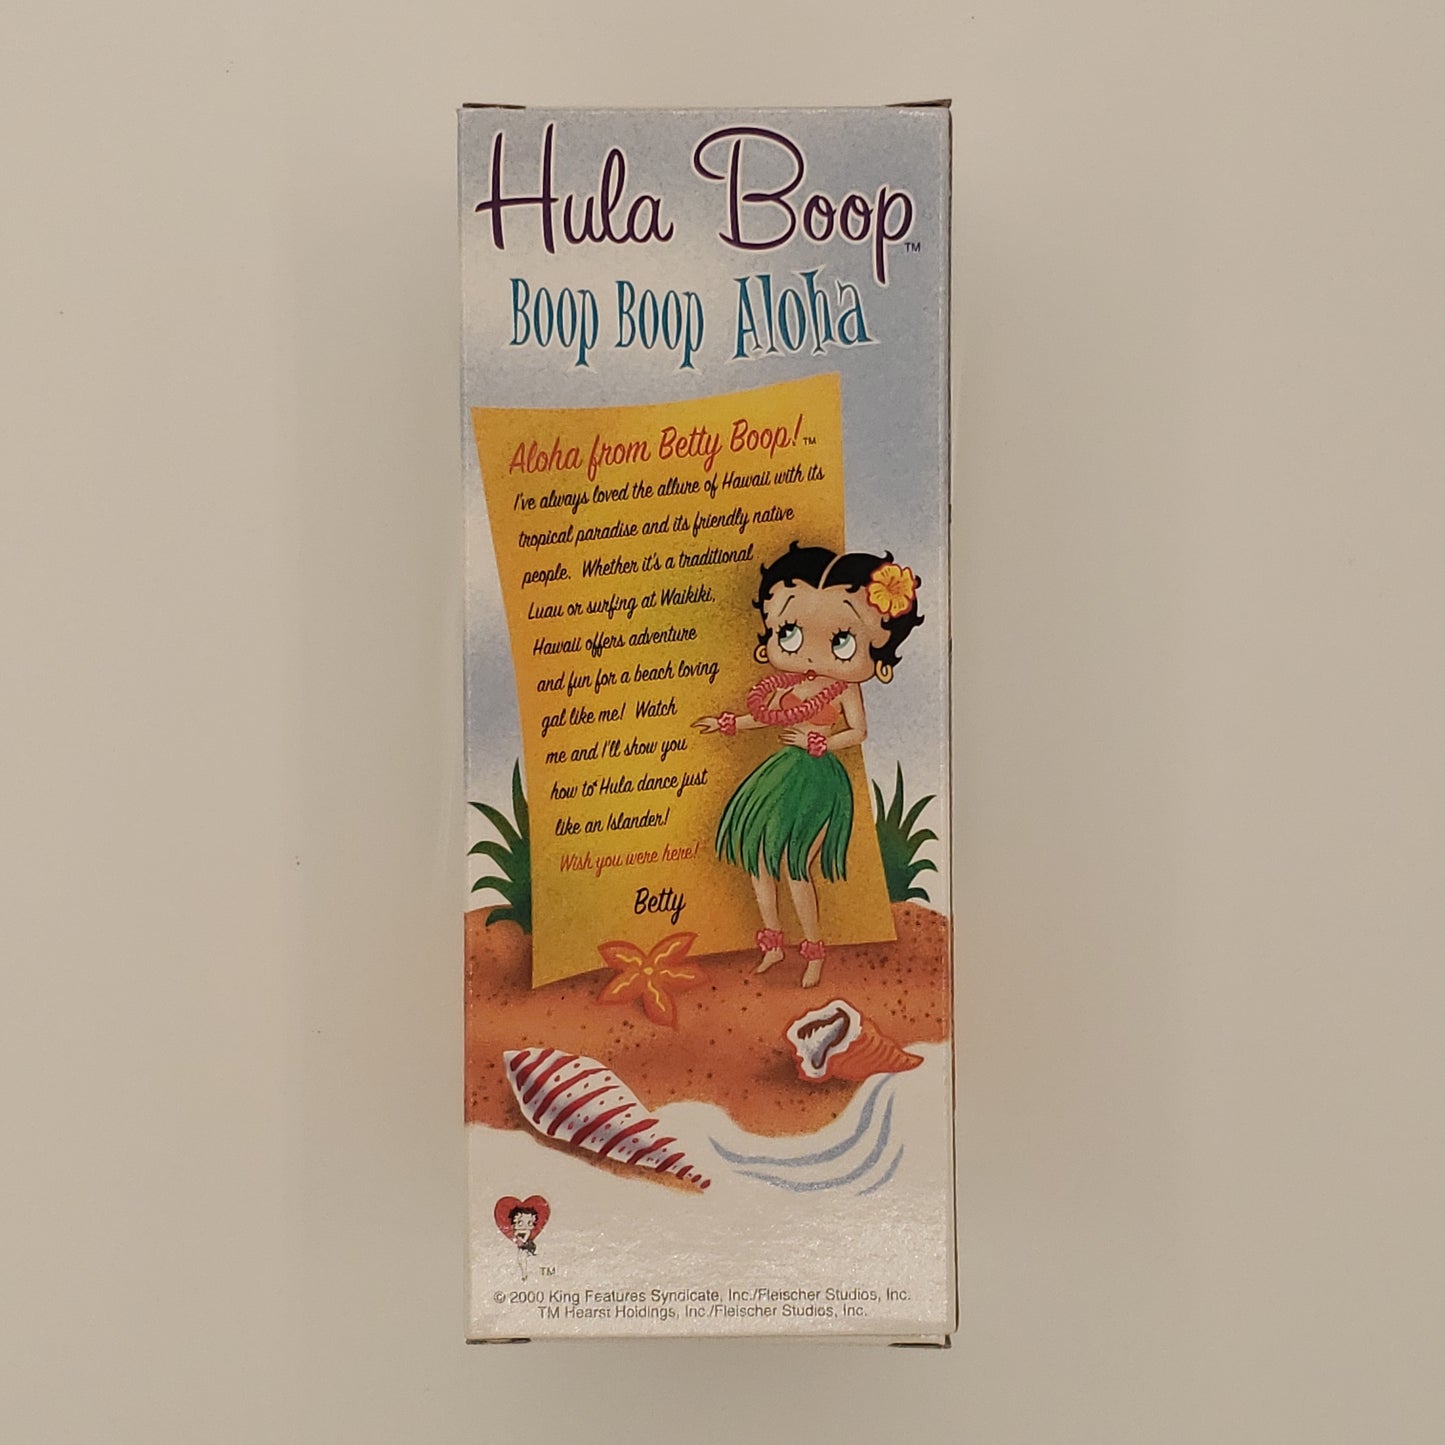 Hula Boop™
Boop Boop Aloha
Aloha from Betty Boop!™
I've always loved the allure of Hawaii with its
tropical paradise and its friendly native
people. Whether it's a traditional
Luau or surfing at Waikiki,
Hawaii offers adventure
and fun for a beach loving
gal like me! Watch
me and I'll show you
how to Hula dance just
like an Islander!
Wish you were here!
Betty
TM
© 2000 King Features Syndicate, Inc./Fleischer Studios, Inc.
TM Hearst Holdings, Inc./Fleischer Studios, Inc.